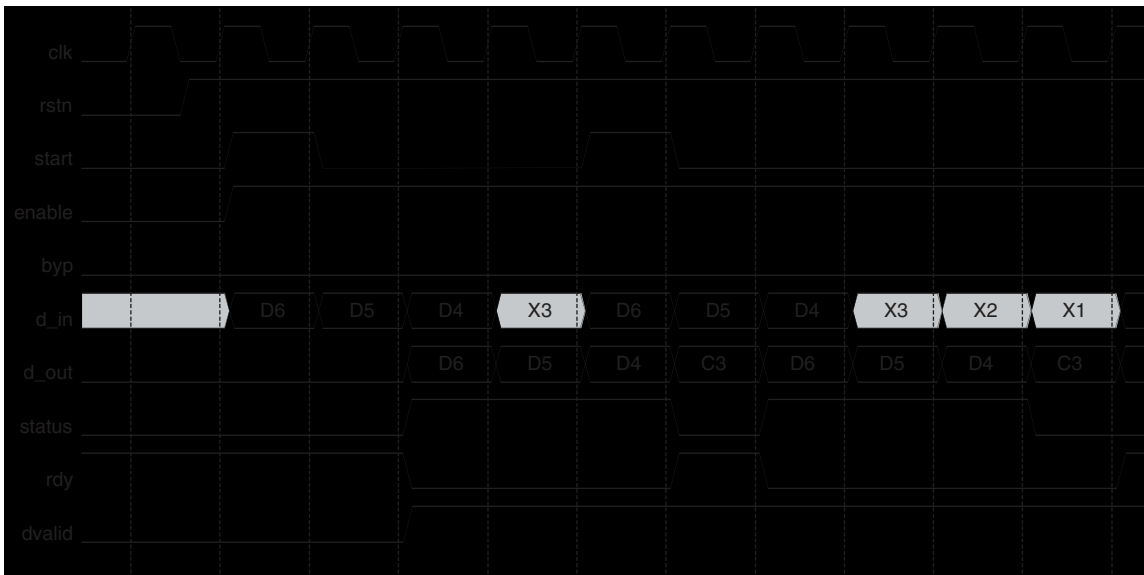 clk
rstn
start
enable
byp
d_in D6 D5 D4 X3 D6 D5 D4 X3 X2 X1
d_out D6 D5 D4 C3 D6 D5 D4 C3
status
rdy
dvalid